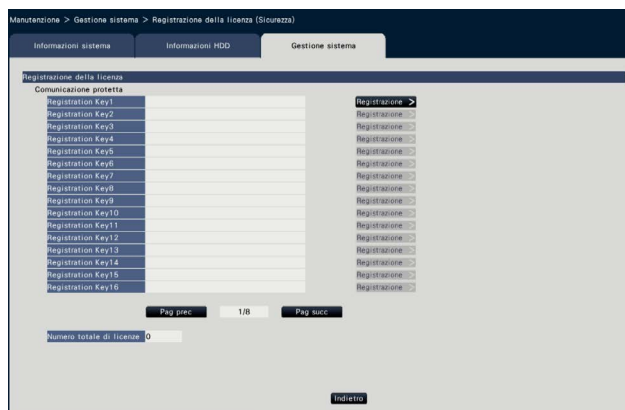 Manutenzione > Gestione sistema > Registrazione della licenza (Sicurezza)
Informazioni sistema Informazioni HDD Gestione sistema
Registrazione della licenza
Comunicazione protetta
Registration Key1 Registrazione >
Registration Key2 Registrazione >
Registration Key3 Registrazione >
Registration Key4 Registrazione >
Registration Key5 Registrazione >
Registration Key6 Registrazione >
Registration Key7 Registrazione >
Registration Key8 Registrazione >
Registration Key9 Registrazione >
Registration Key10 Registrazione >
Registration Key11 Registrazione >
Registration Key12 Registrazione >
Registration Key13 Registrazione >
Registration Key14 Registrazione >
Registration Key15 Registrazione >
Registration Key16 Registrazione >
Pag prec 1/8 Pag succ
Numero totale di licenze 0
Indietro